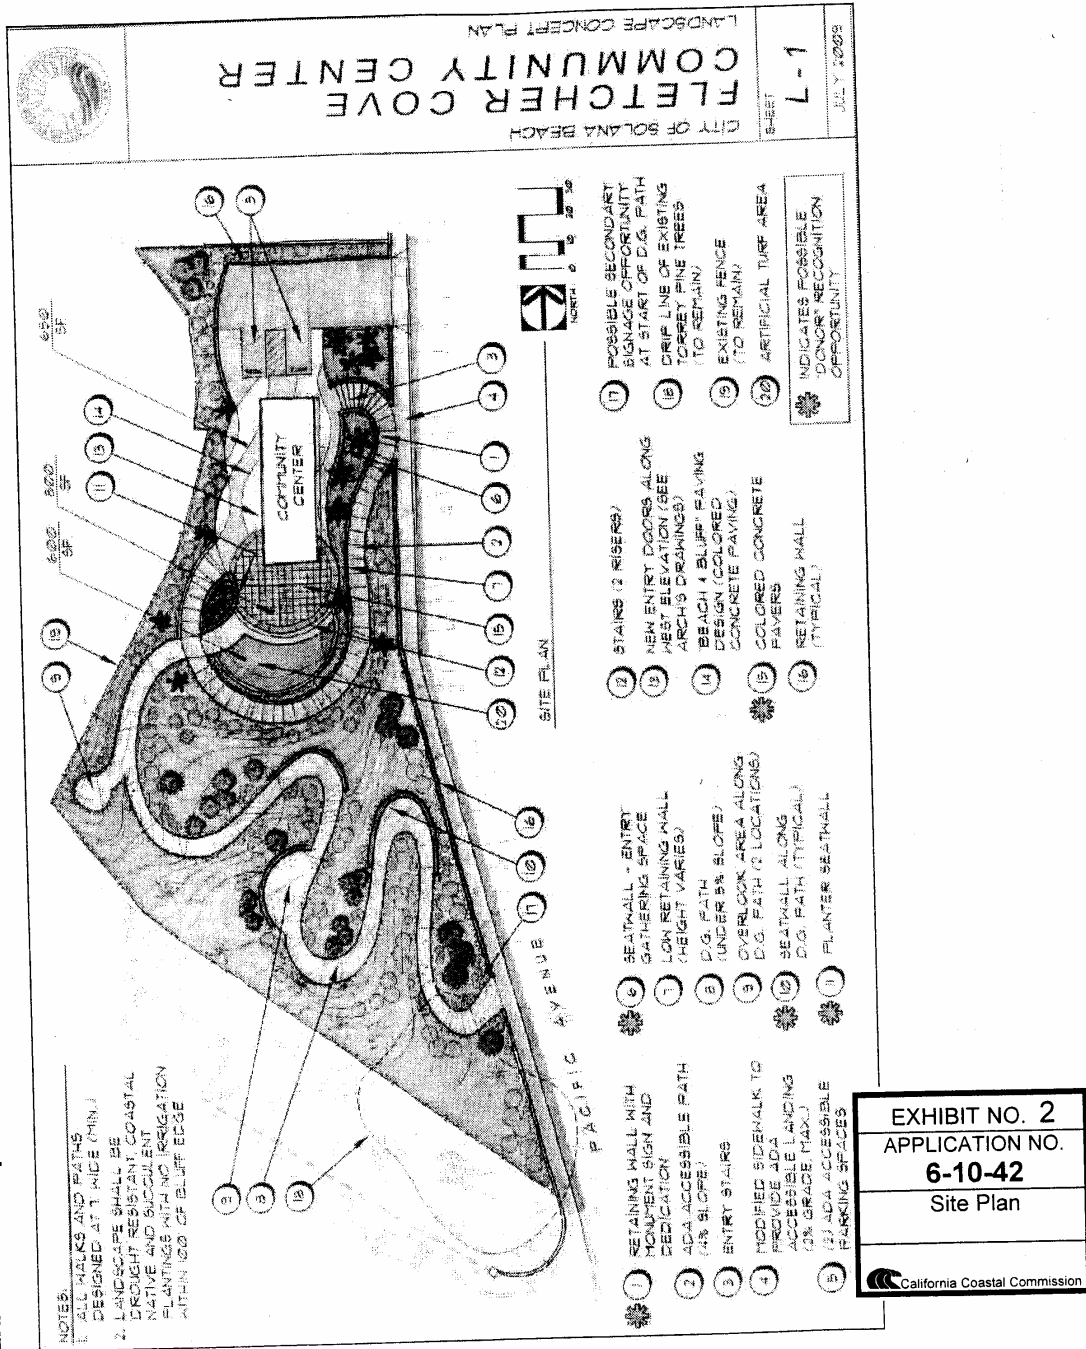 CITY OF SOLANA BEACH
FLETCHER COVE
COMMUNITY CENTER
LANDSCAPE CONCEPT PLAN
SHEET
L-1
JULY 2009
NOTES:
1. ALL WALKS AND PATHS
DESIGNED AT 7' WIDE (MIN.)
2. LANDSCAPE SHALL BE
DROUGHT RESISTANT, COASTAL
NATIVE AND SUCCULENT
PLANTINGS WITH NO IRRIGATION
WITHIN 100' OF BLUFF EDGE
600
SF
800
SF
650
SF
COMMUNITY
CENTER
PACIFIC AVENUE
SITE PLAN
NORTH
0 10 20 30
1 RETAINING WALL WITH
MONUMENT SIGN AND
DEDICATION
2 ADA ACCESSIBLE PATH
(4% SLOPE)
3 ENTRY STAIRS
4 MODIFIED SIDEWALK TO
PROVIDE ADA
ACCESSIBLE LANDING
(2% GRADE MAX.)
5 (2) ADA ACCESSIBLE
PARKING SPACES
6 SEATWALL - ENTRY
GATHERING SPACE
7 LOW RETAINING WALL
(HEIGHT VARIES)
8 D.G. PATH
(UNDER 5% SLOPE)
9 OVERLOOK AREA ALONG
D.G. PATH (2 LOCATIONS)
10 SEATWALL ALONG
D.G. PATH (TYPICAL)
11 PLANTER SEATWALL
12 STAIRS (2 RISERS)
13 NEW ENTRY DOORS ALONG
WEST ELEVATION (SEE
ARCH'S DRAWINGS)
14 "BEACH & BLUFF" PAVING
DESIGN (COLORED
CONCRETE PAVING)
15 COLORED CONCRETE
PAVERS
16 RETAINING WALL
(TYPICAL)
17 POSSIBLE SECONDARY
SIGNAGE OPPORTUNITY
AT START OF D.G. PATH
18 DRIP LINE OF EXISTING
TORREY PINE TREES
(TO REMAIN)
19 EXISTING FENCE
(TO REMAIN)
20 ARTIFICIAL TURF AREA
INDICATES POSSIBLE
"DONOR" RECOGNITION
OPPORTUNITY
EXHIBIT NO. 2
APPLICATION NO.
6-10-42
Site Plan
California Coastal Commission